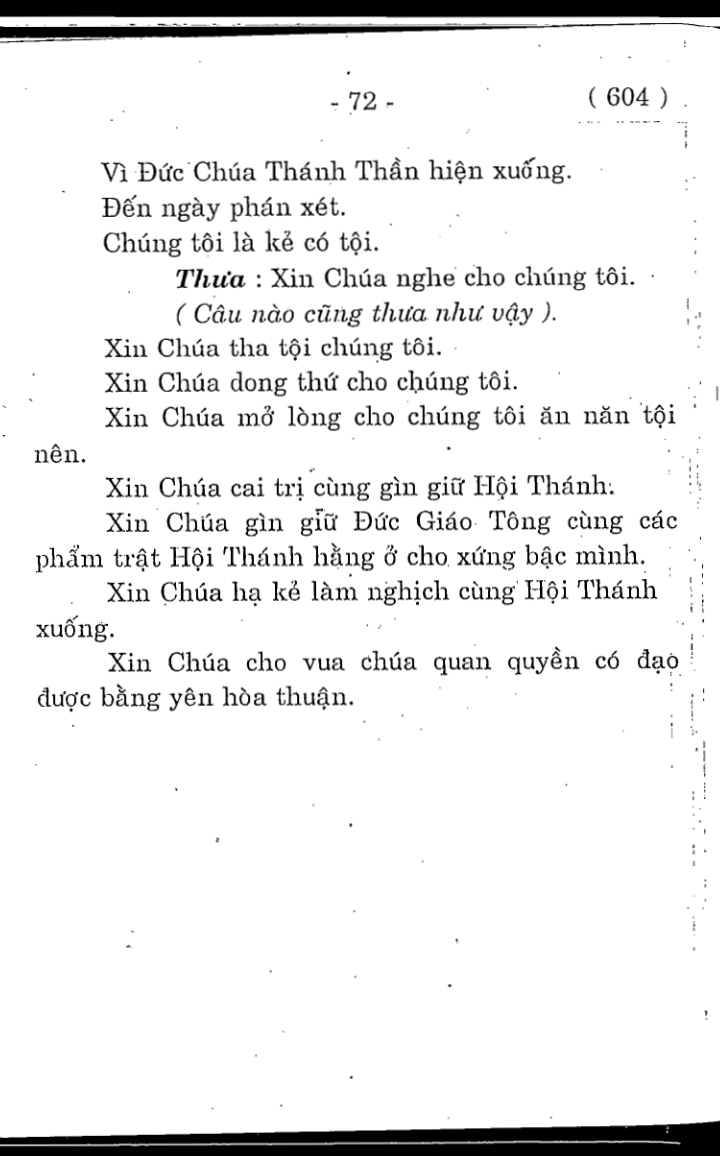 - 72 -
( 604 )
Vì Đức Chúa Thánh Thần hiện xuống.
Đến ngày phán xét.
Chúng tôi là kẻ có tội.
Thưa : Xin Chúa nghe cho chúng tôi.
( Câu nào cũng thưa như vậy ).
Xin Chúa tha tội chúng tôi.
Xin Chúa dong thứ cho chúng tôi.
Xin Chúa mở lòng cho chúng tôi ăn năn tội
nên.
Xin Chúa cai trị cùng gìn giữ Hội Thánh.
Xin Chúa gìn giữ Đức Giáo Tông cùng các
phẩm trật Hội Thánh hằng ở cho xứng bậc mình.
Xin Chúa hạ kẻ làm nghịch cùng Hội Thánh
xuống.
Xin Chúa cho vua chúa quan quyền có đạo
được bằng yên hòa thuận.